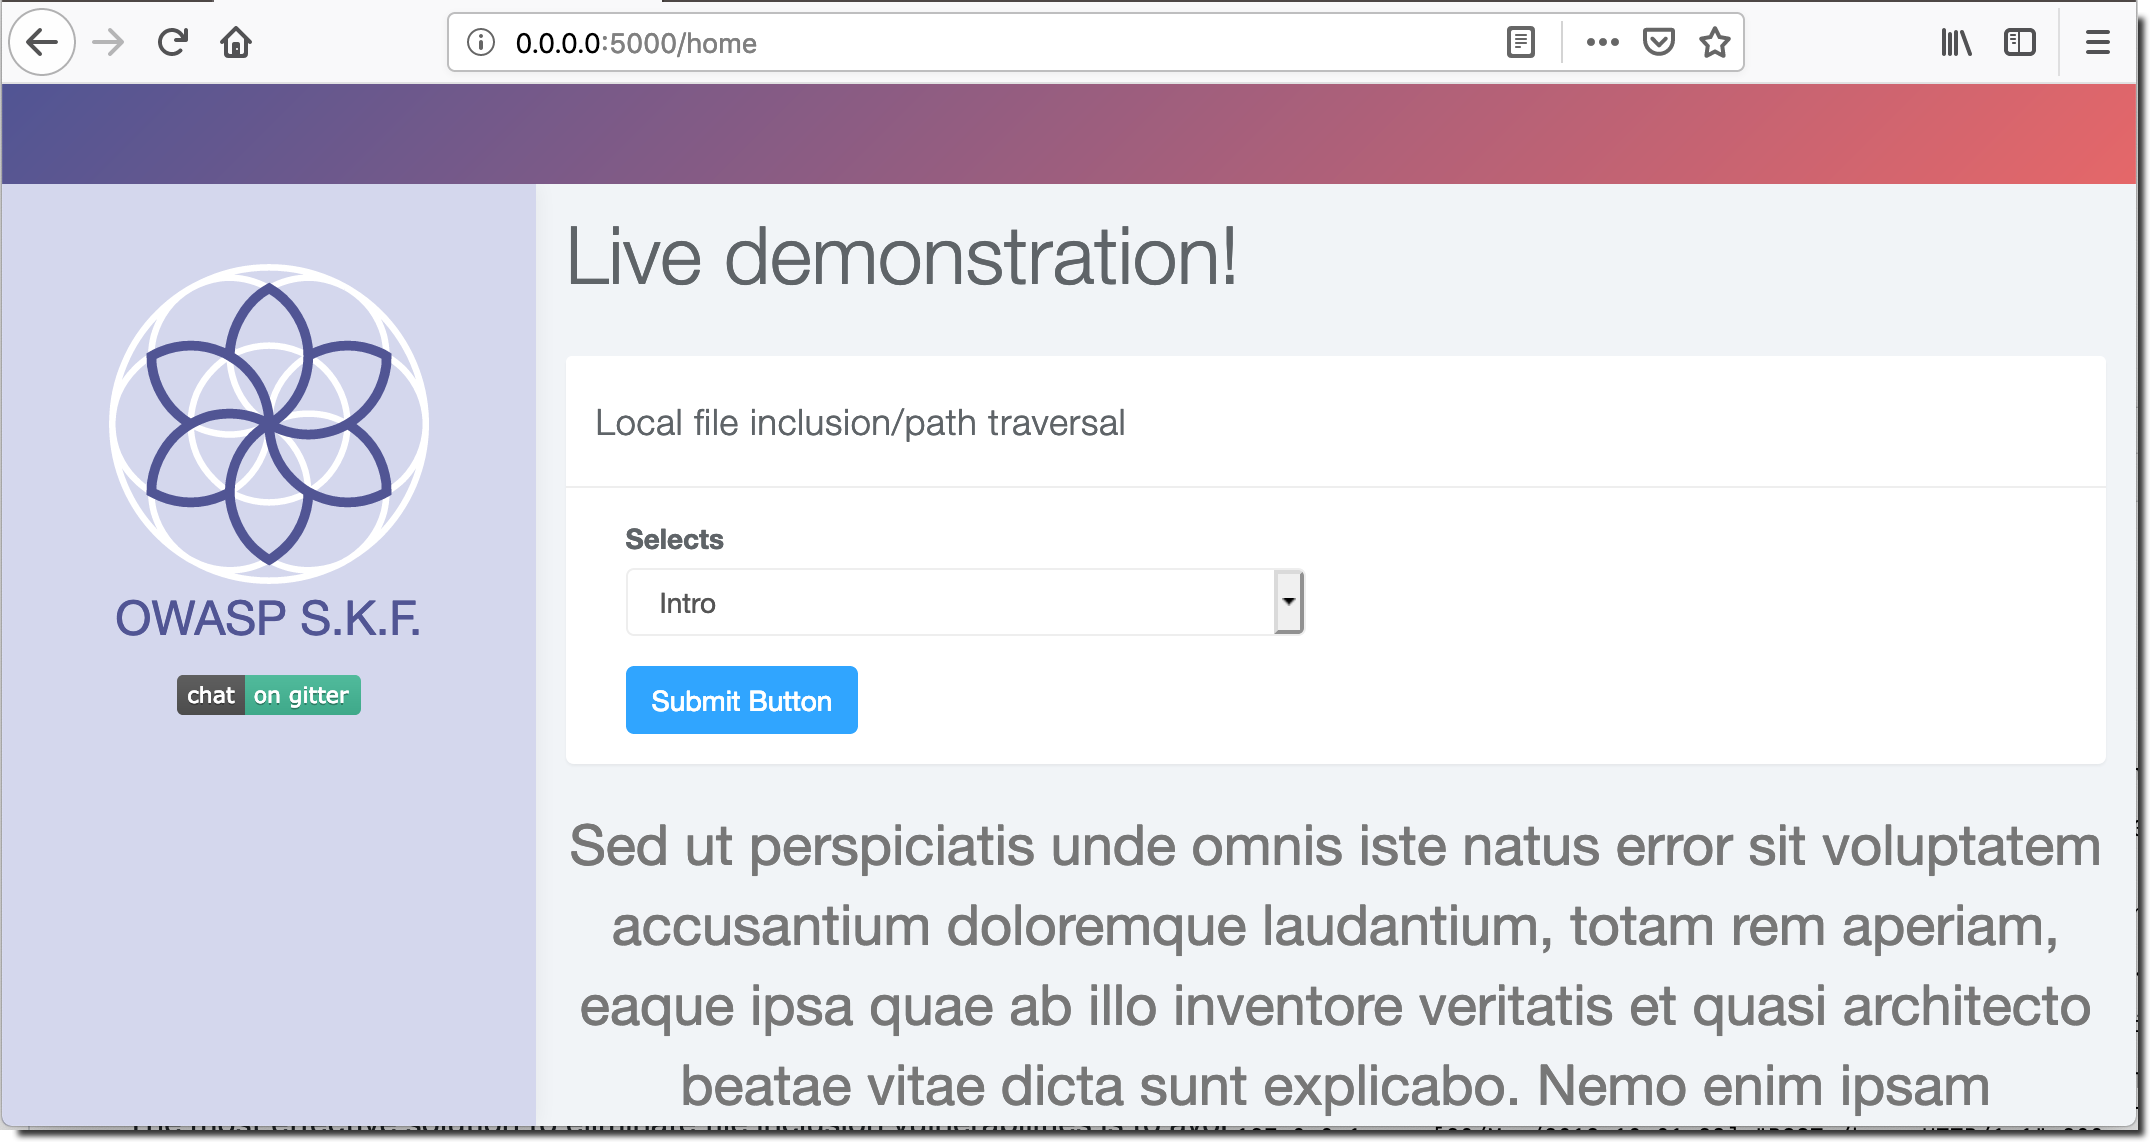 0.0.0.0:5000/home
Live demonstration!
Local file inclusion/path traversal
Selects
Intro
Submit Button
OWASP S.K.F.
chat on gitter
Sed ut perspiciatis unde omnis iste natus error sit voluptatem
accusantium doloremque laudantium, totam rem aperiam,
eaque ipsa quae ab illo inventore veritatis et quasi architecto
beatae vitae dicta sunt explicabo. Nemo enim ipsam